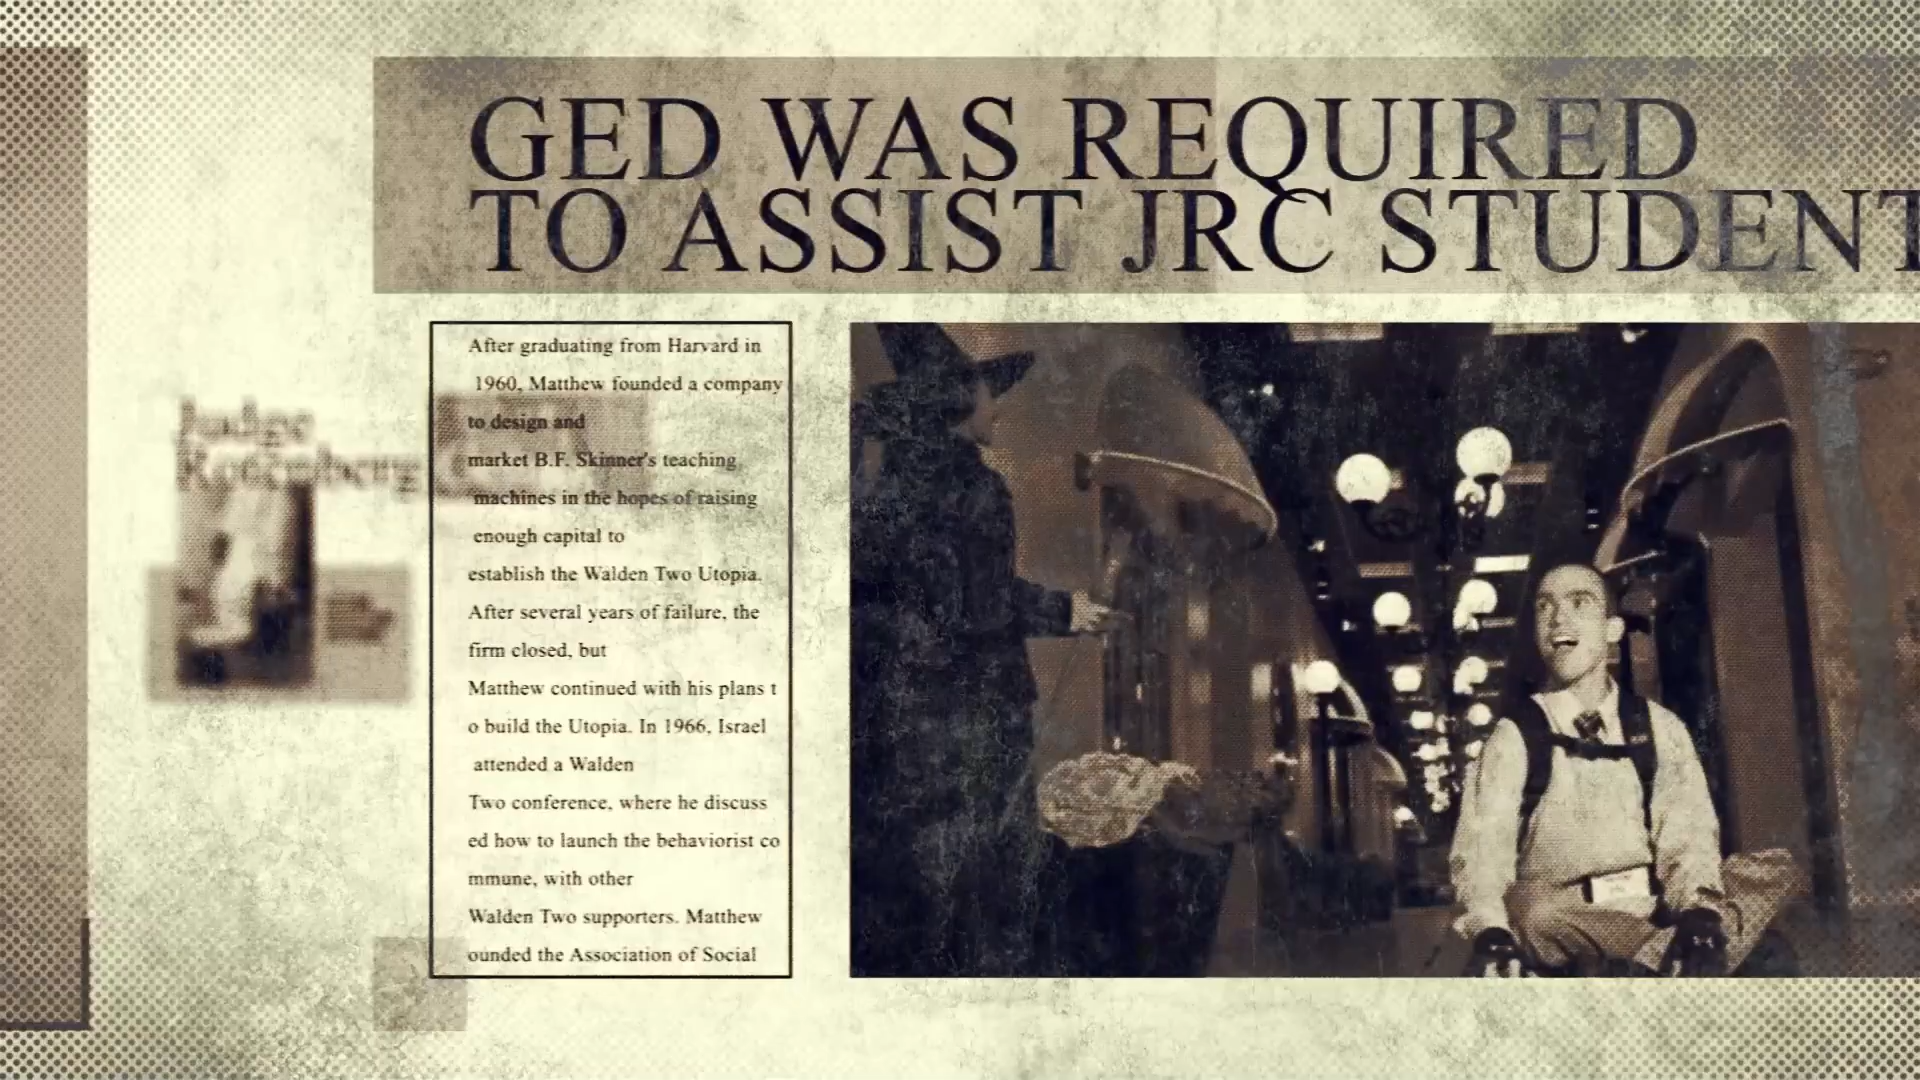 GED WAS REQUIRED
TO ASSIST JRC STUDENT
Judge
Rotenberg
After graduating from Harvard in
1960, Matthew founded a company
to design and
market B.F. Skinner's teaching
machines in the hopes of raising
enough capital to
establish the Walden Two Utopia.
After several years of failure, the
firm closed, but
Matthew continued with his plans t
o build the Utopia. In 1966, Israel
attended a Walden
Two conference, where he discuss
ed how to launch the behaviorist co
mmune, with other
Walden Two supporters. Matthew
ounded the Association of Social